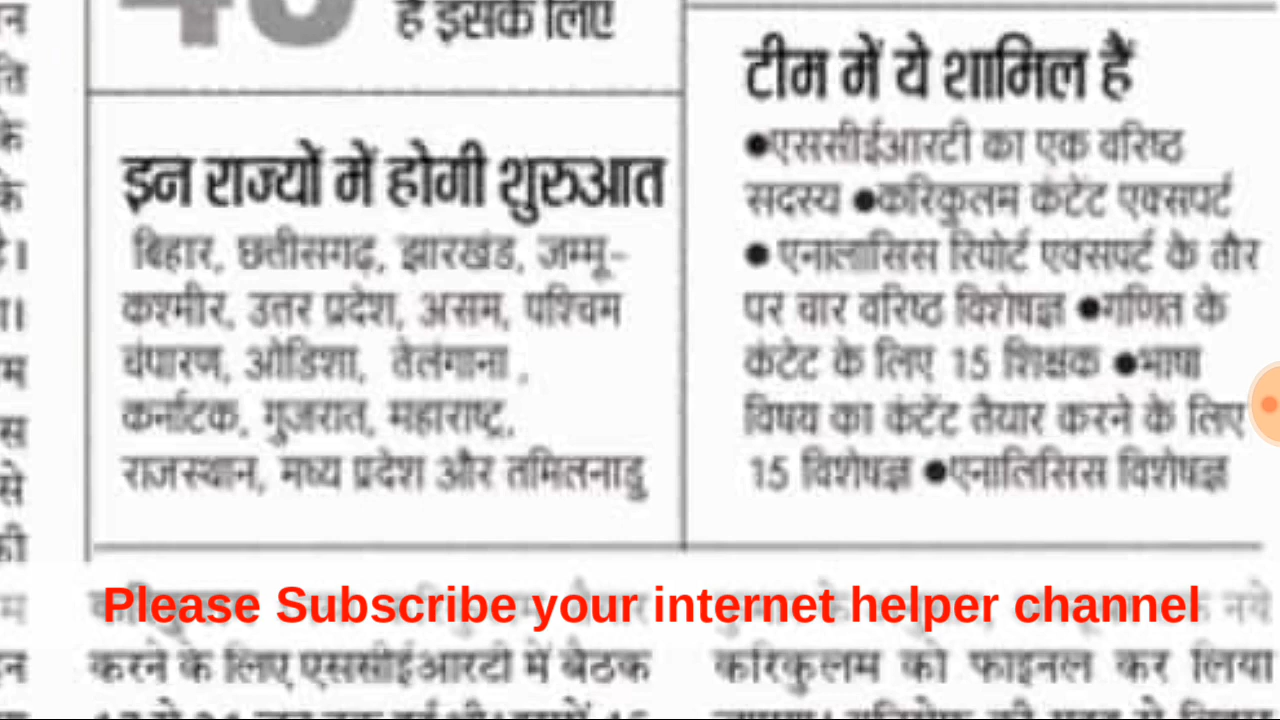 40
है इसके लिए
इन राज्यों में होगी शुरुआत
बिहार, छत्तीसगढ़, झारखंड, जम्मू-
कश्मीर, उत्तर प्रदेश, असम, पश्चिम
चंपारण, ओडिशा, तेलंगाना ,
कर्नाटक, गुजरात, महाराष्ट्र,
राजस्थान, मध्य प्रदेश और तमिलनाडु
टीम में ये शामिल हैं
●एससीईआरटी का एक वरिष्ठ
सदस्य ●करिकुलम कंटेंट एक्सपर्ट
● एनालासिस रिपोर्ट एक्सपर्ट के तौर
पर चार वरिष्ठ विशेषज्ञ ●गणित के
कंटेट के लिए 15 शिक्षक ●भाषा
विषय का कंटेंट तैयार करने के लिए
15 विशेषज्ञ ●एनालिसिस विशेषज्ञ
Please Subscribe your internet helper channel
करने के लिए एससीईआरटी में बैठक
नये
करिकुलम को फाइनल कर लिया